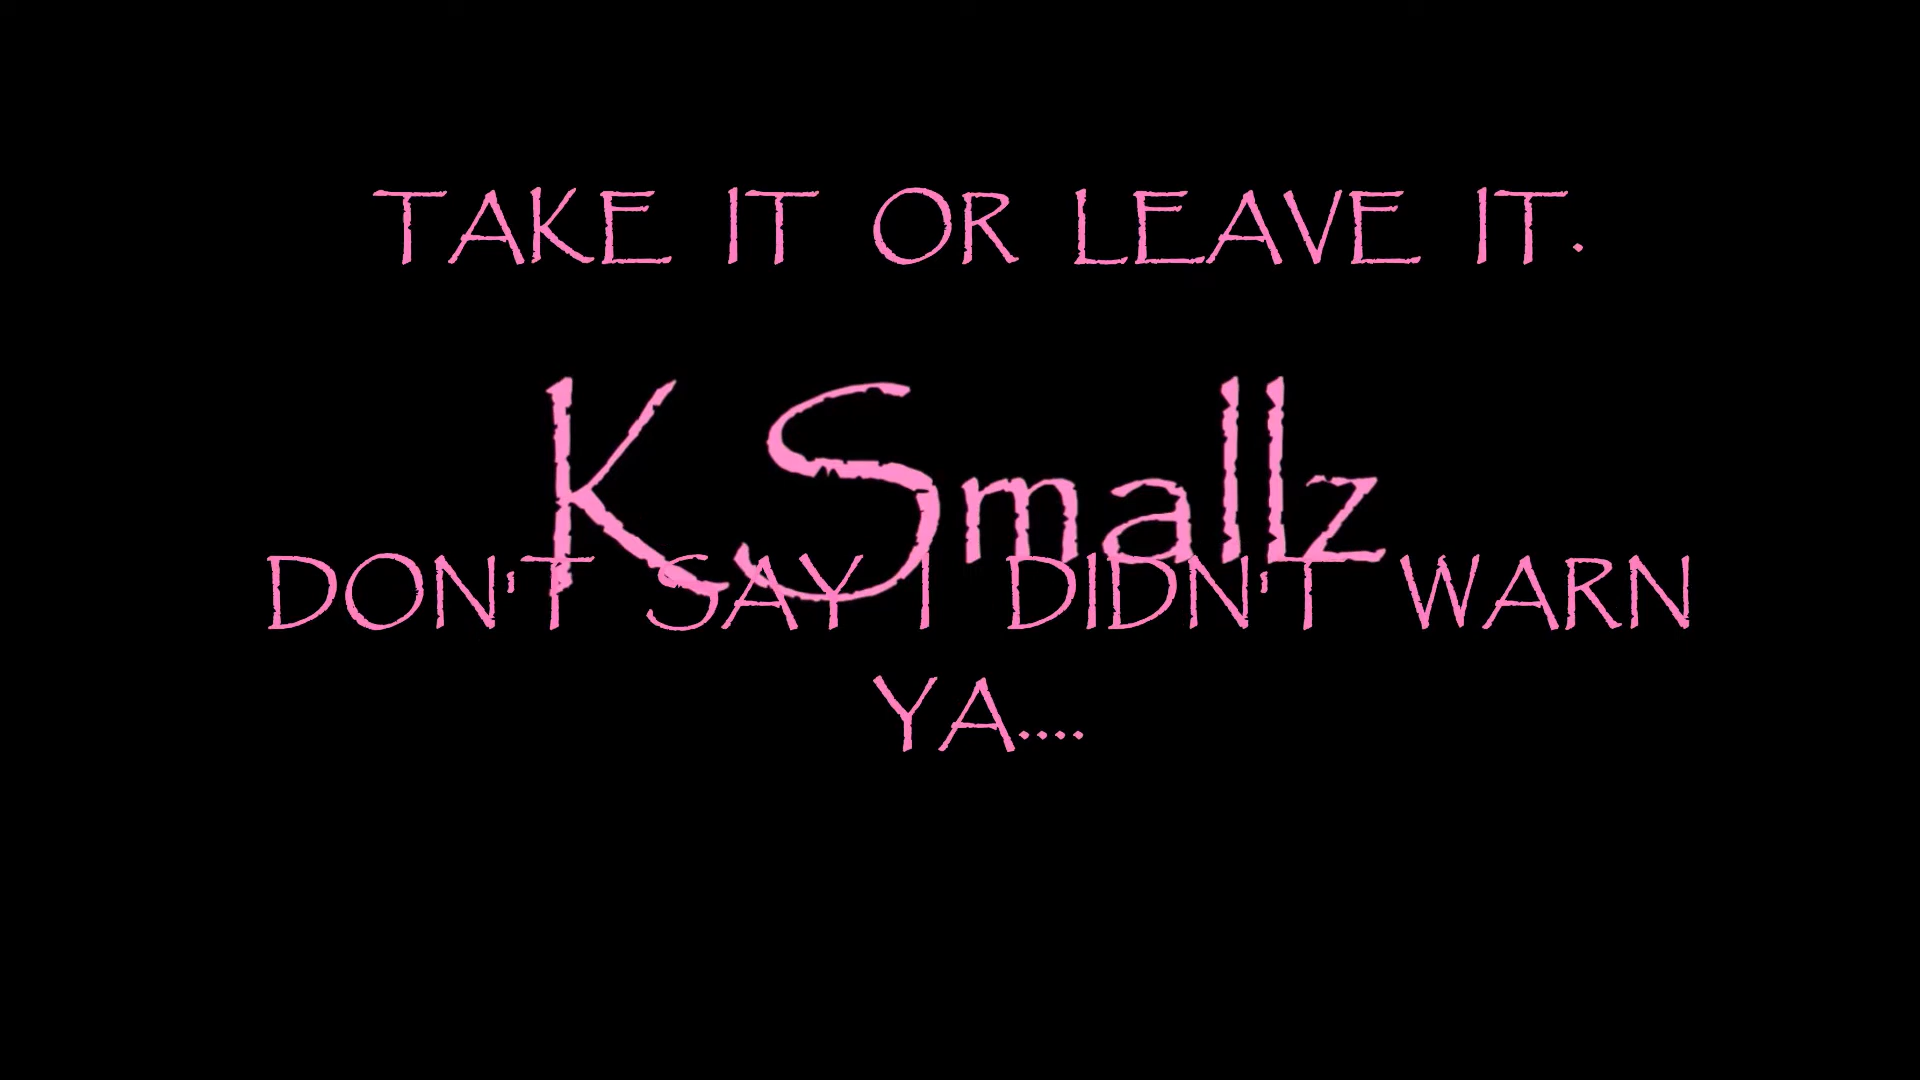 TAKE IT OR LEAVE IT.
K Smallz
DON'T SAY I DIDN'T WARN
YA....